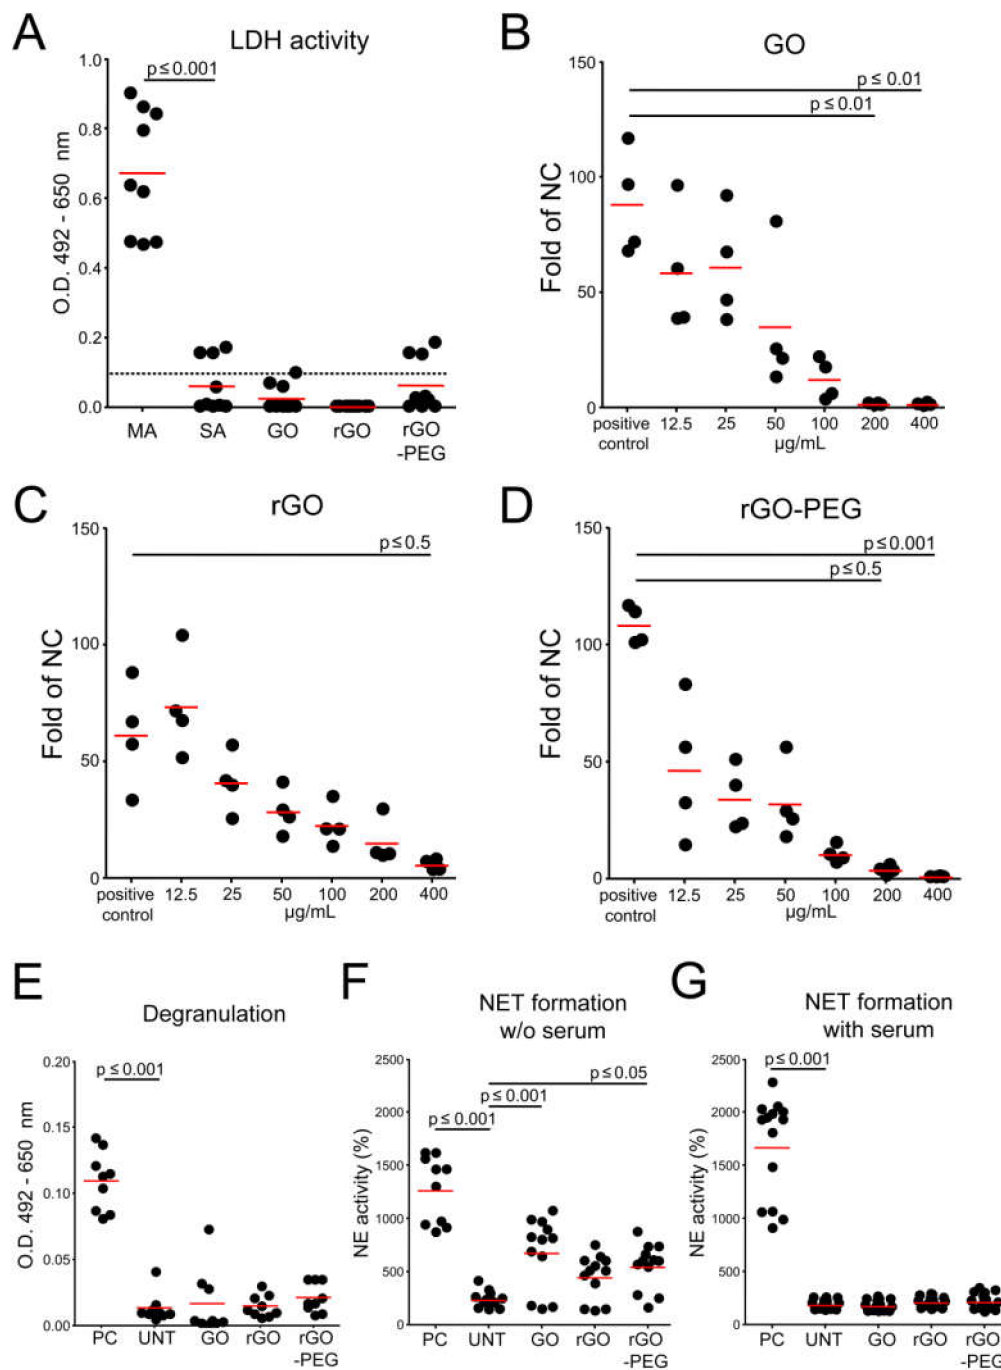 A
LDH activity
p ≤ 0.001
O.D. 492 - 650 nm
1.0
0.8
0.6
0.4
0.2
0.0
MA SA GO rGO rGO
-PEG
B
GO
p ≤ 0.01
p ≤ 0.01
Fold of NC
150
100
50
0
positive control 12.5 25 50 100 200 400
µg/mL
C
rGO
p ≤ 0.5
Fold of NC
150
100
50
0
positive control 12.5 25 50 100 200 400
µg/mL
D
rGO-PEG
p ≤ 0.001
p ≤ 0.5
Fold of NC
150
100
50
0
positive control 12.5 25 50 100 200 400
µg/mL
E
Degranulation
p ≤ 0.001
O.D. 492 - 650 nm
0.20
0.15
0.10
0.05
0.00
PC UNT GO rGO rGO
-PEG
F
NET formation
w/o serum
p ≤ 0.05
p ≤ 0.001
p ≤ 0.001
NE activity (%)
2500
2000
1500
1000
500
0
PC UNT GO rGO rGO
-PEG
G
NET formation
with serum
p ≤ 0.001
NE activity (%)
2500
2000
1500
1000
500
0
PC UNT GO rGO rGO
-PEG